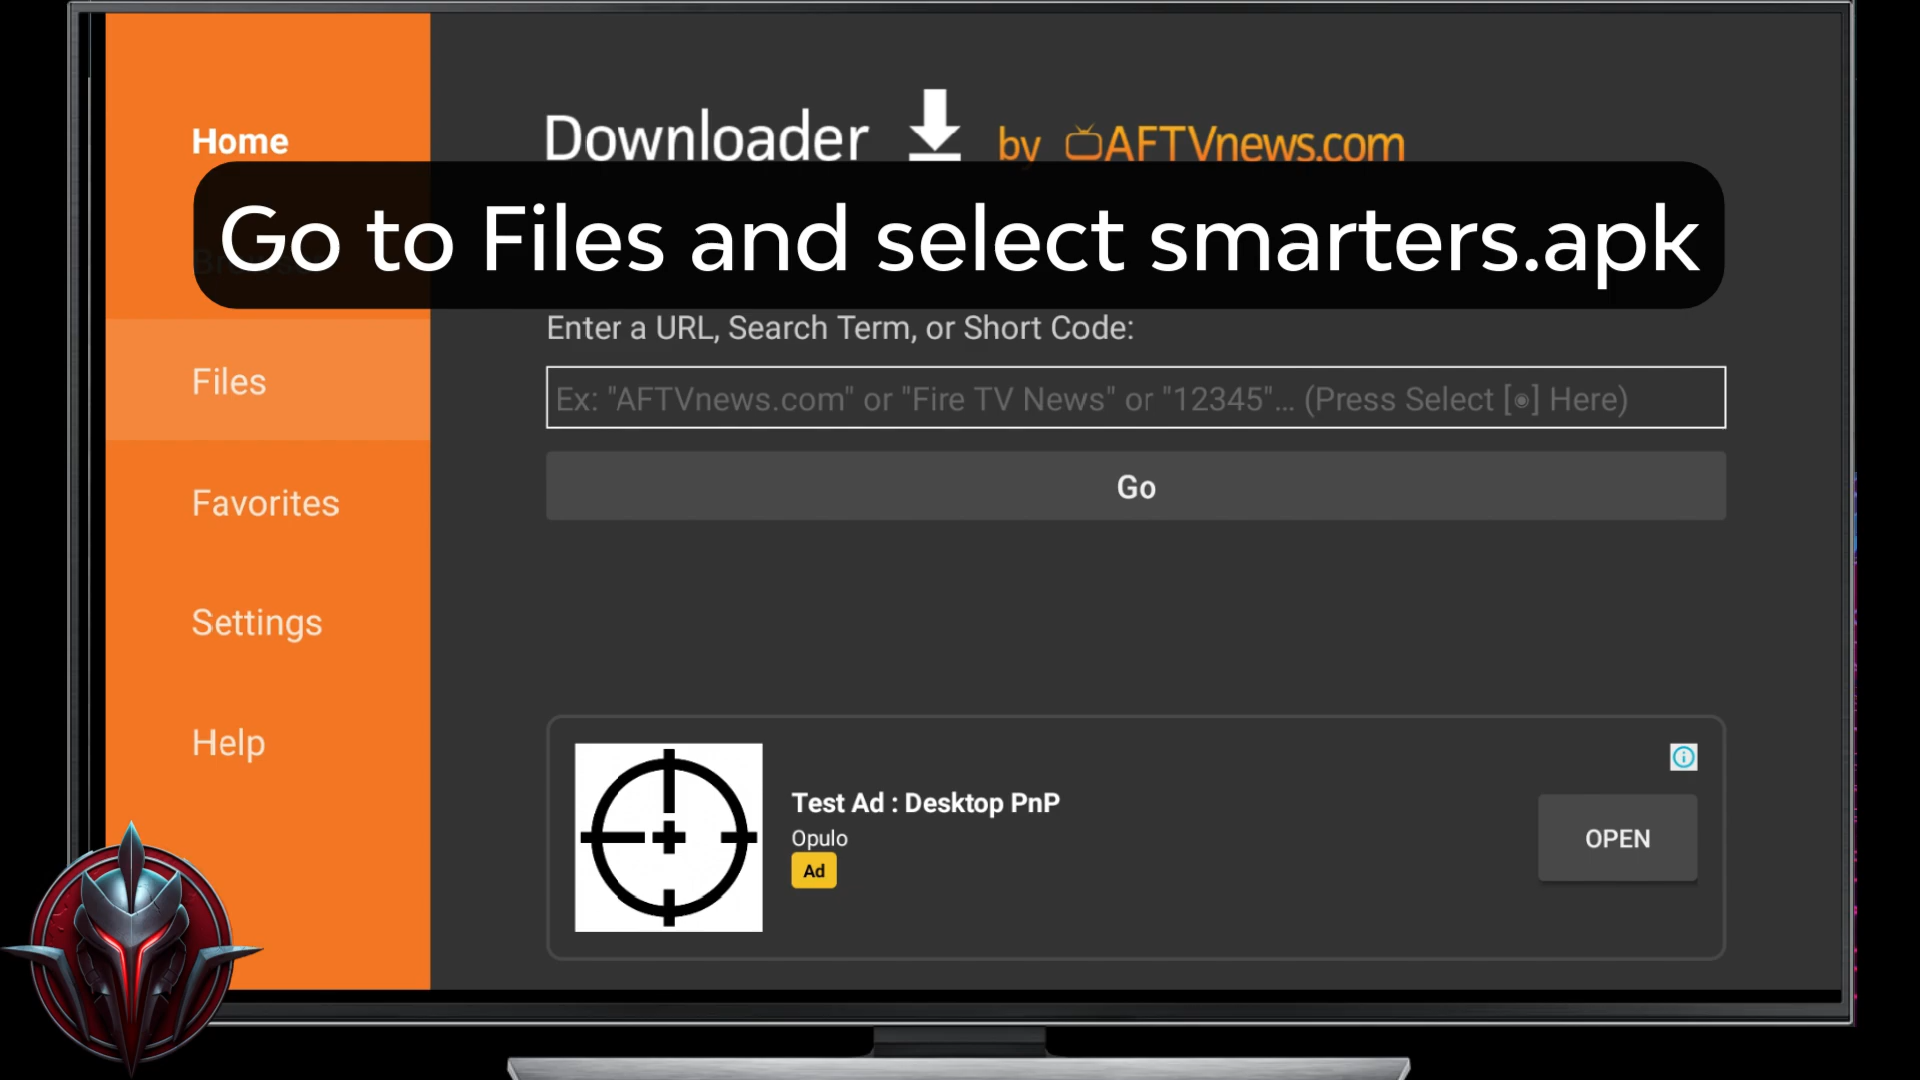 Home
Downloader by AFTVnews.com
Go to Files and select smarters.apk
Enter a URL, Search Term, or Short Code:
Files
Ex: "AFTVnews.com" or "Fire TV News" or "12345"... (Press Select [◉] Here)
Go
Favorites
Settings
Help
Test Ad : Desktop PnP
Opulo
Ad
OPEN